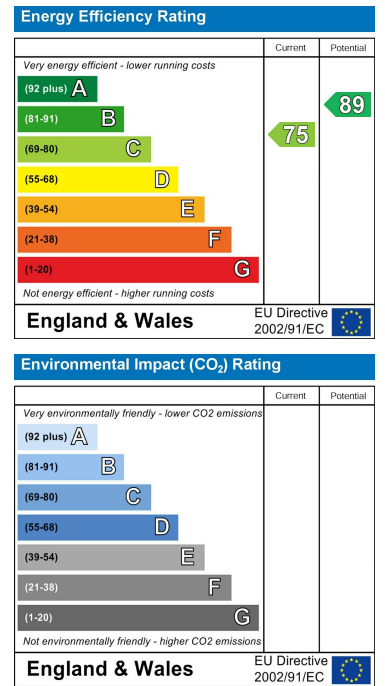 Energy Efficiency Rating
Current Potential
Very energy efficient - lower running costs
(92 plus) A
(81-91) B
(69-80) C
(55-68) D
(39-54) E
(21-38) F
(1-20) G
75
89
Not energy efficient - higher running costs
England & Wales
EU Directive
2002/91/EC
Environmental Impact (CO₂) Rating
Current Potential
Very environmentally friendly - lower CO2 emissions
(92 plus) A
(81-91) B
(69-80) C
(55-68) D
(39-54) E
(21-38) F
(1-20) G
Not environmentally friendly - higher CO2 emissions
England & Wales
EU Directive
2002/91/EC